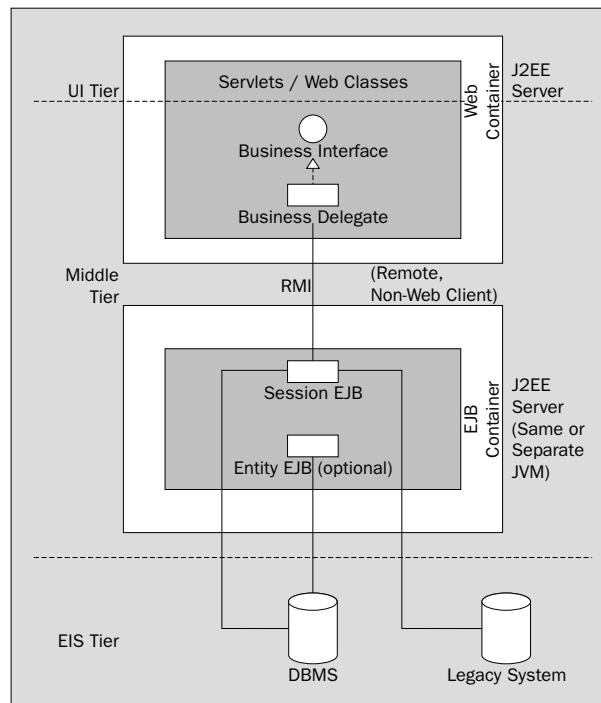 Servlets / Web Classes
UI Tier
Web
Container
J2EE
Server
Business Interface
Business Delegate
Middle
Tier
RMI
(Remote,
Non-Web Client)
Session EJB
Entity EJB (optional)
EJB
Container
J2EE
Server
(Same or
Separate
JVM)
EIS Tier
DBMS
Legacy System